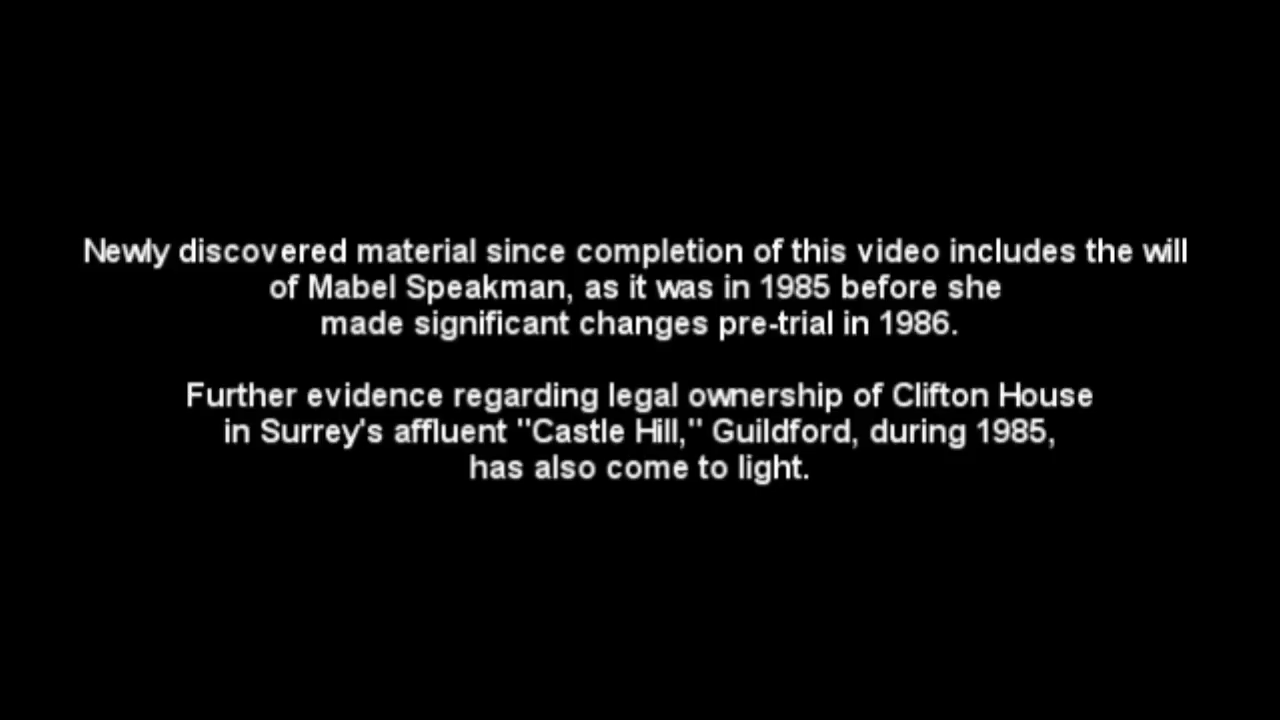 Newly discovered material since completion of this video includes the will
of Mabel Speakman, as it was in 1985 before she
made significant changes pre-trial in 1986.
Further evidence regarding legal ownership of Clifton House
in Surrey's affluent "Castle Hill," Guildford, during 1985,
has also come to light.